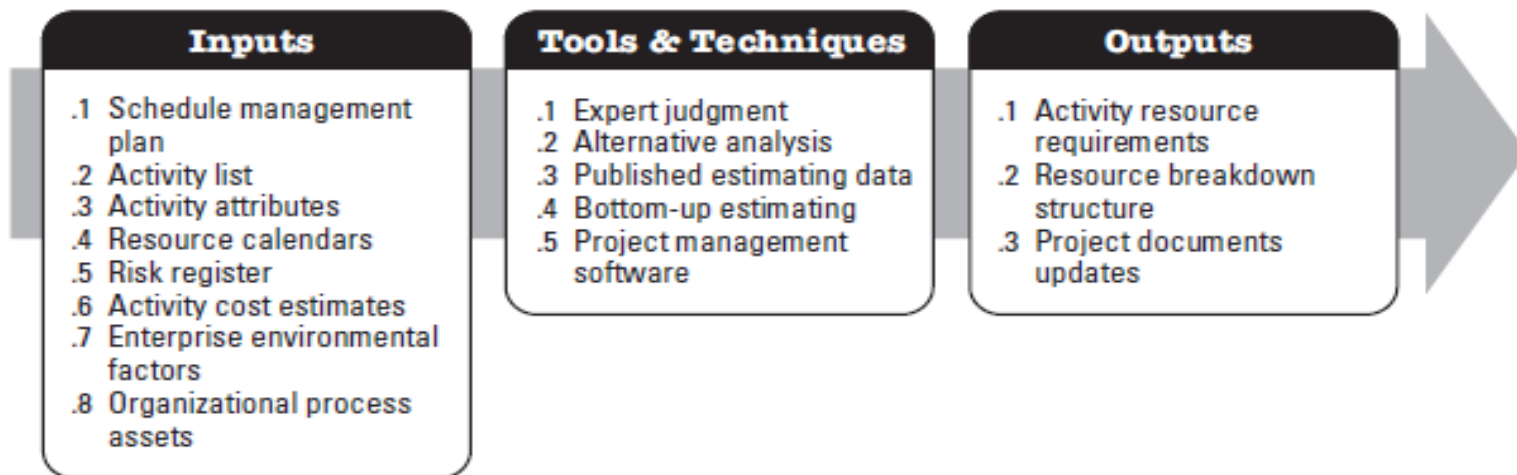 Inputs
.1 Schedule management
plan
.2 Activity list
.3 Activity attributes
.4 Resource calendars
.5 Risk register
.6 Activity cost estimates
.7 Enterprise environmental
factors
.8 Organizational process
assets
Tools & Techniques
.1 Expert judgment
.2 Alternative analysis
.3 Published estimating data
.4 Bottom-up estimating
.5 Project management
software
Outputs
.1 Activity resource
requirements
.2 Resource breakdown
structure
.3 Project documents
updates